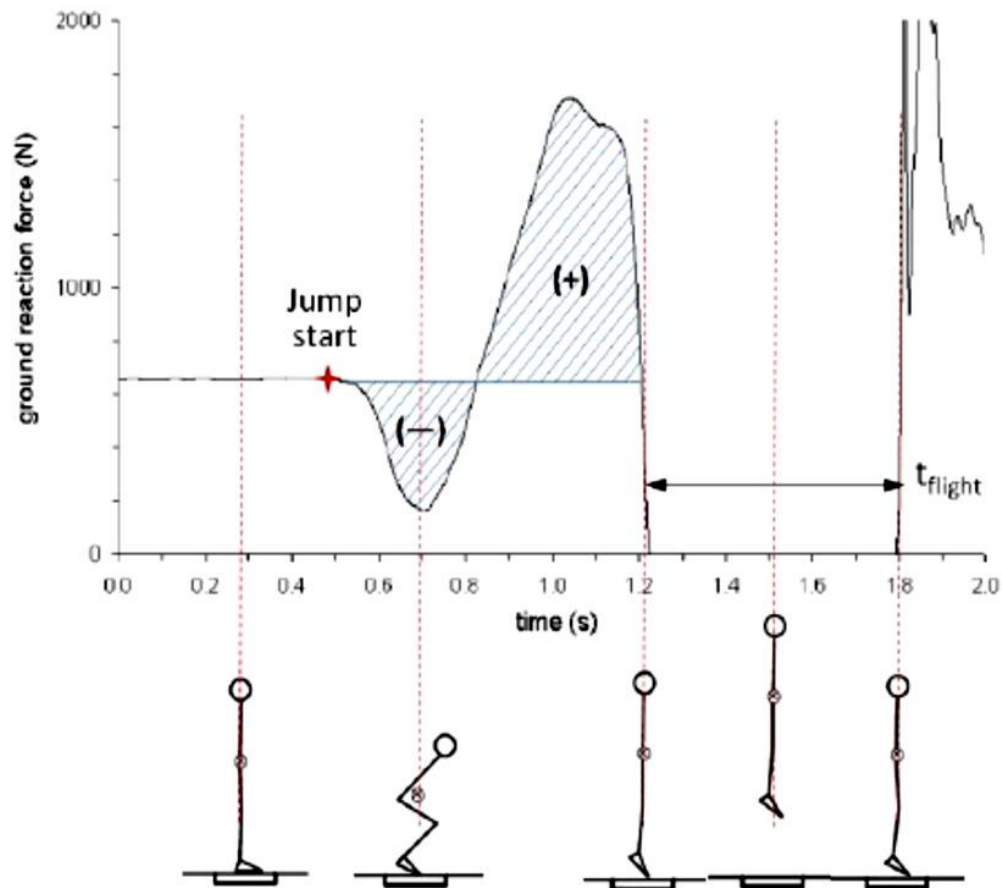 2000
ground reaction force (N)
1000
Jump
start
(+)
(—)
t_flight
0
0.0 0.2 0.4 0.6 0.8 1.0 1.2 1.4 1.6 1.8 2.0
time (s)